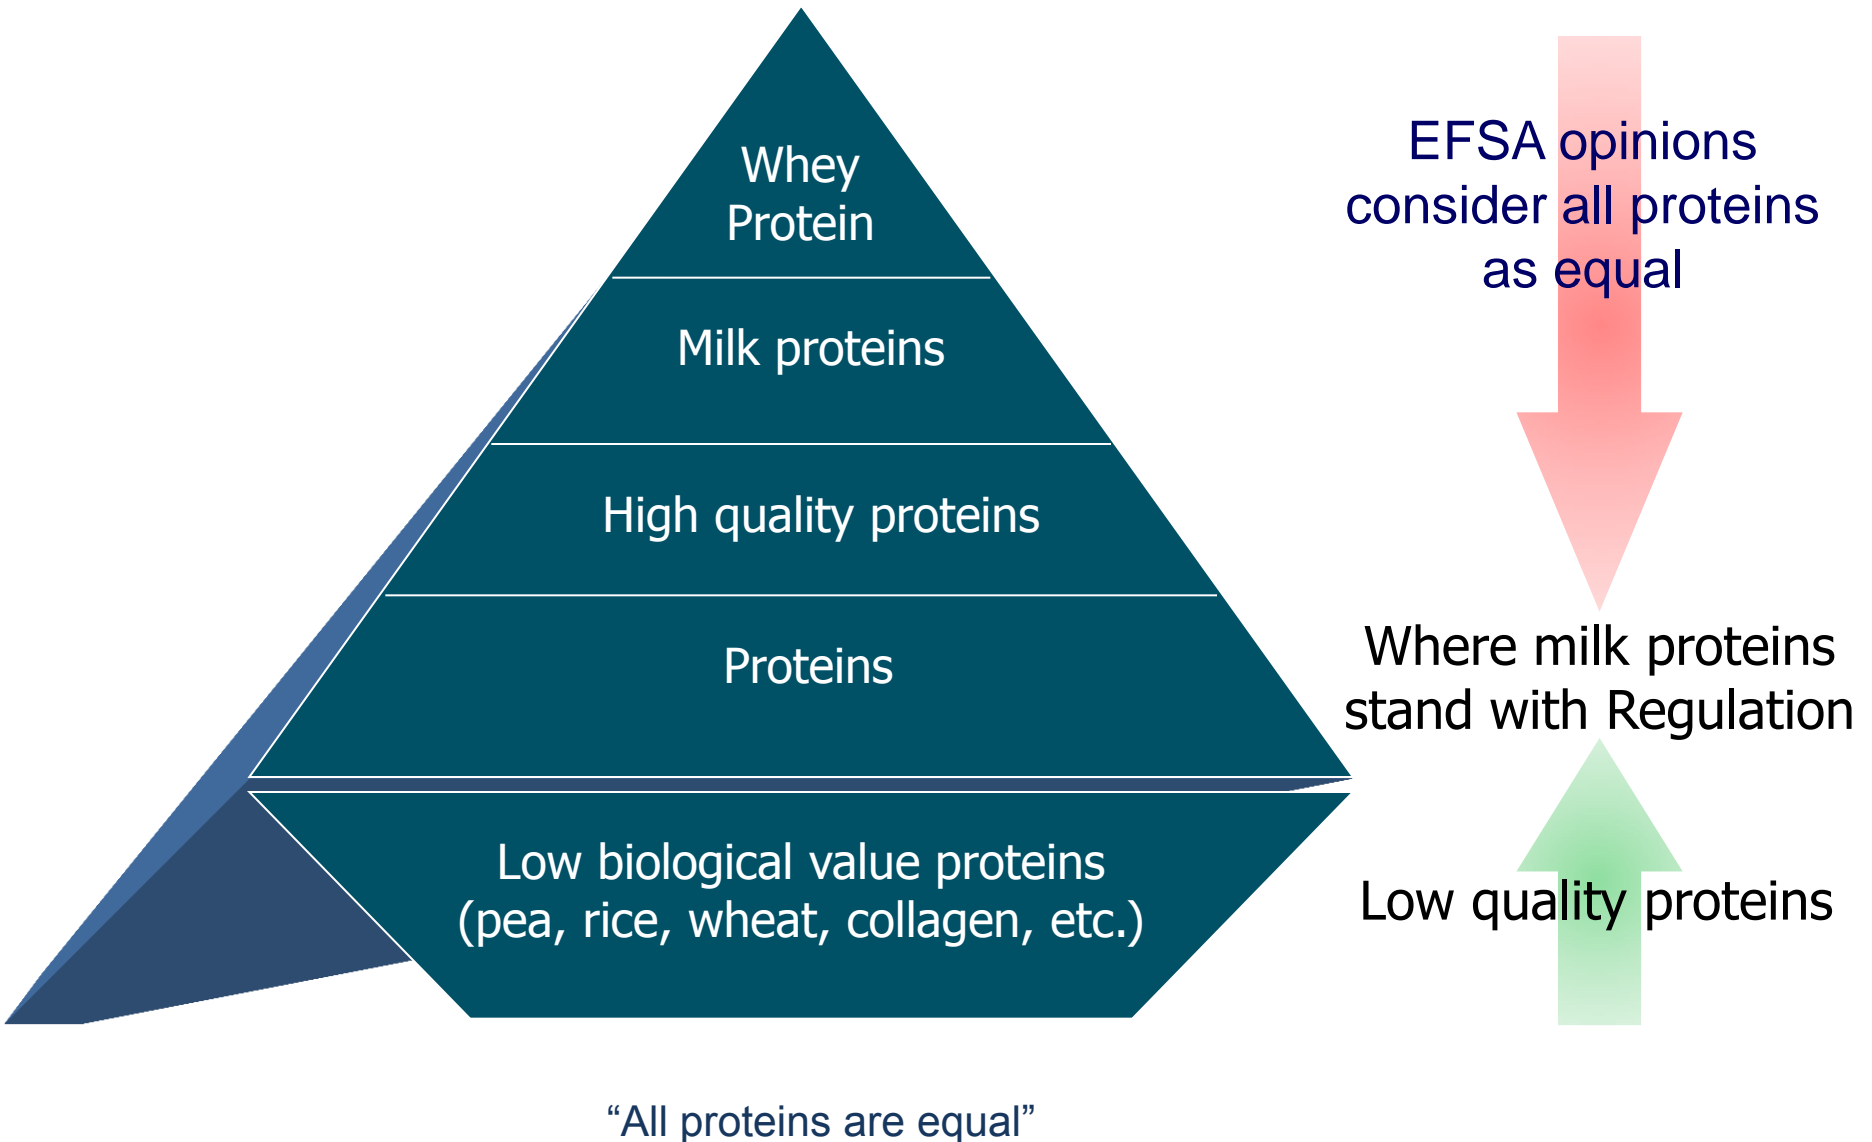 Whey
Protein
Milk proteins
High quality proteins
Proteins
Low biological value proteins
(pea, rice, wheat, collagen, etc.)
EFSA opinions
consider all proteins
as equal
Where milk proteins
stand with Regulation
Low quality proteins
“All proteins are equal”